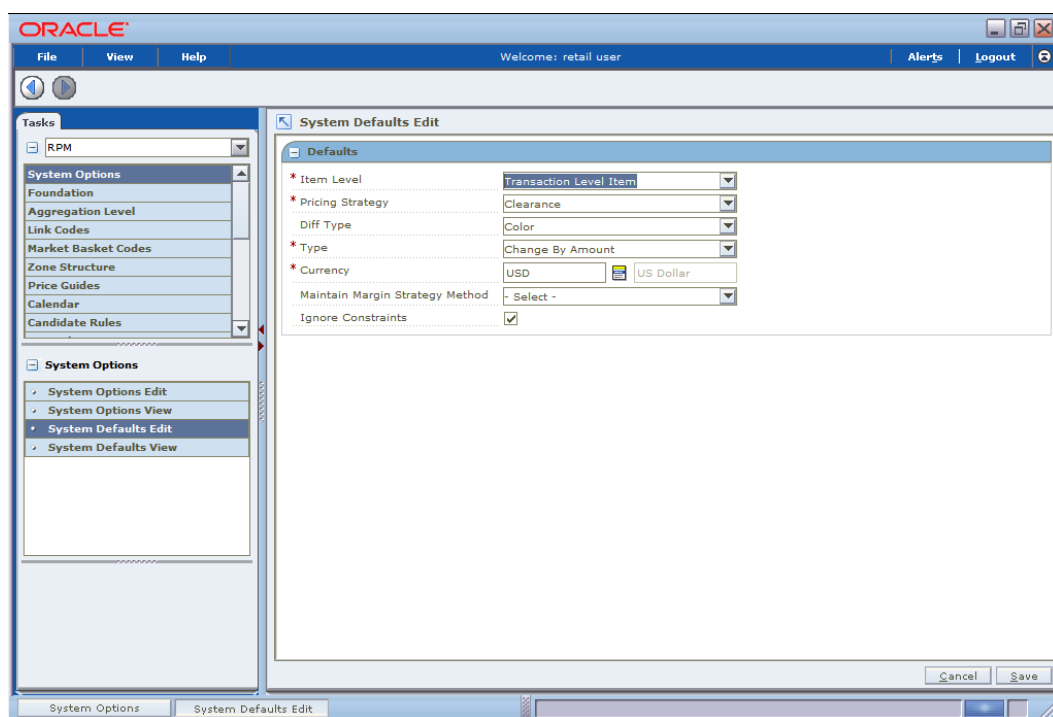 ORACLE
File View Help Welcome: retail user Alerts Logout
Tasks
RPM
System Options
Foundation
Aggregation Level
Link Codes
Market Basket Codes
Zone Structure
Price Guides
Calendar
Candidate Rules
System Options
System Options Edit
System Options View
System Defaults Edit
System Defaults View
System Defaults Edit
Defaults
* Item Level Transaction Level Item
* Pricing Strategy Clearance
Diff Type Color
* Type Change By Amount
* Currency USD US Dollar
Maintain Margin Strategy Method - Select -
Ignore Constraints
Cancel Save
System Options System Defaults Edit